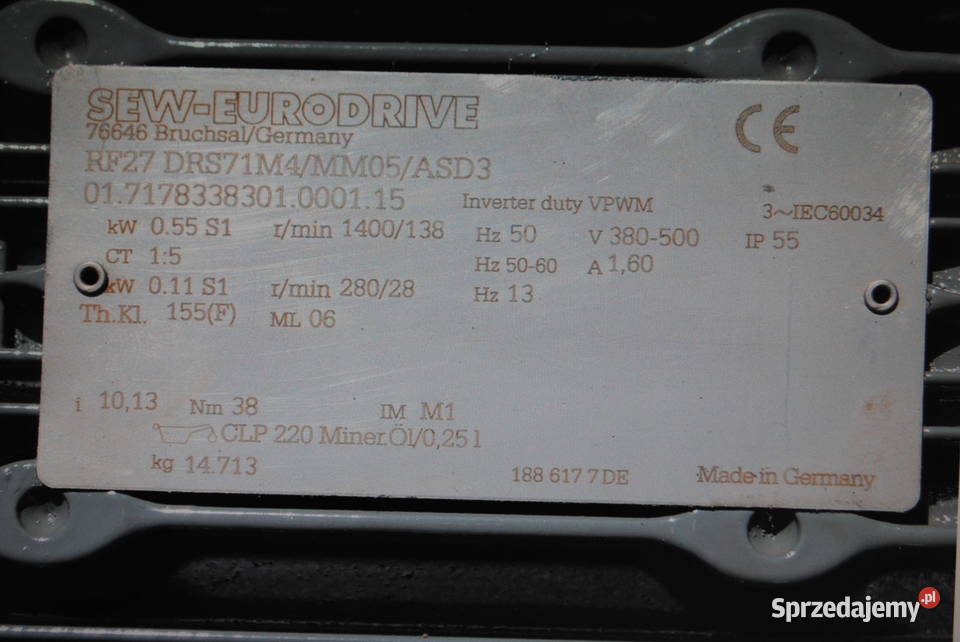 SEW-EURODRIVE
76646 Bruchsal/Germany
CE
RF27 DRS71M4/MM05/ASD3
01.7178338301.0001.15 Inverter duty VPWM 3~IEC60034
kW 0.55 S1 r/min 1400/138 Hz 50 V 380-500 IP 55
CT 1:5 Hz 50-60 A 1,60
kW 0.11 S1 r/min 280/28 Hz 13
Th.Kl. 155(F) ML 06
i 10,13 Nm 38 IM M1
CLP 220 Miner.Öl/0,25 l
kg 14.713 188 617 7 DE Made in Germany
Sprzedajemy.pl